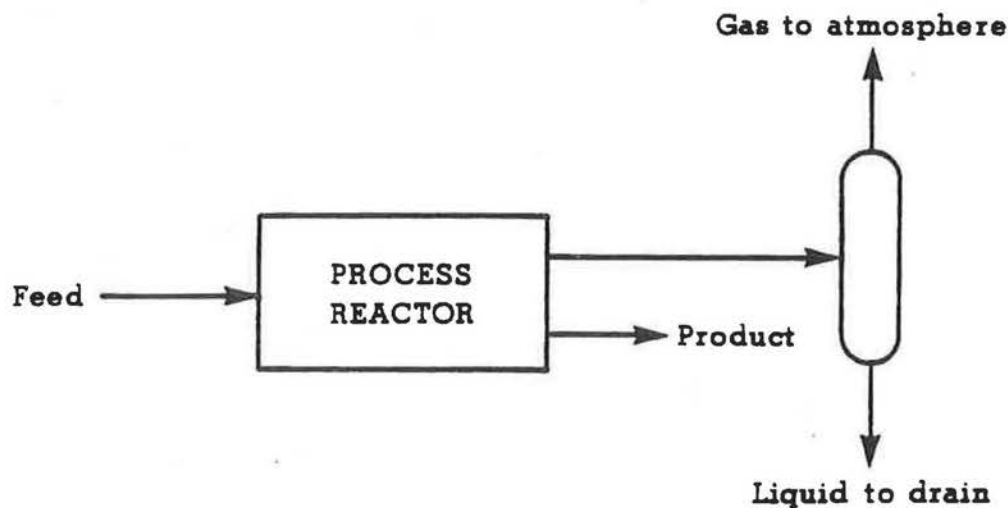 Gas to atmosphere
PROCESS
REACTOR
Feed
Product
Liquid to drain